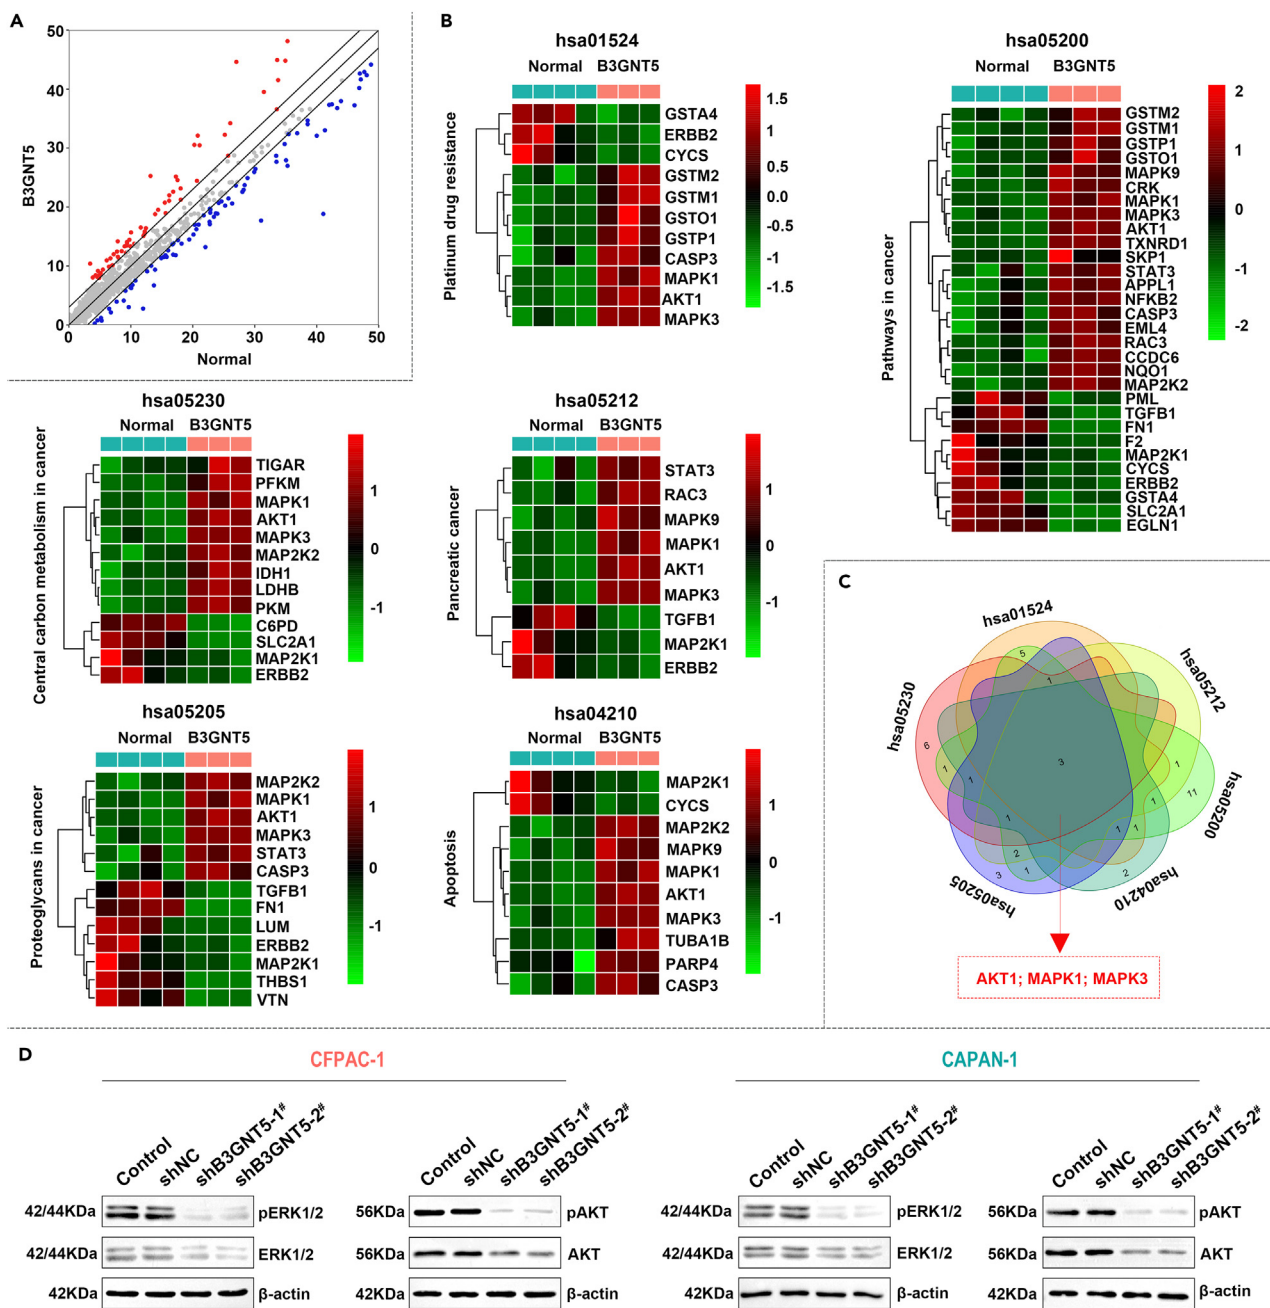 A
B3GNT5
50
40
30
20
10
0
0
10
20
30
40
50
Normal
B
hsa01524
Normal
B3GNT5
Platinum drug resistance
GSTA4
ERBB2
CYCS
GSTM2
GSTM1
GSTO1
GSTP1
CASP3
MAPK1
AKT1
MAPK3
1.5
1
0.5
0.0
-0.5
-1
-1.5
hsa05200
Normal
B3GNT5
Pathways in cancer
GSTM2
GSTM1
GSTP1
GSTO1
MAPK9
CRK
MAPK1
MAPK3
AKT1
TXNRD1
SKP1
STAT3
APPL1
NFKB2
CASP3
EML4
RAC3
CCDC6
NQO1
MAP2K2
PML
TGFB1
FN1
F2
MAP2K1
CYCS
ERBB2
GSTA4
SLC2A1
EGLN1
2
1
0
-1
-2
hsa05230
Normal
B3GNT5
Central carbon metabolism in cancer
TIGAR
PFKM
MAPK1
AKT1
MAPK3
MAP2K2
IDH1
LDHB
PKM
C6PD
SLC2A1
MAP2K1
ERBB2
1
0
-1
hsa05212
Normal
B3GNT5
Pancreatic cancer
STAT3
RAC3
MAPK9
MAPK1
AKT1
MAPK3
TGFB1
MAP2K1
ERBB2
1
0
-1
hsa05205
Normal
B3GNT5
Proteoglycans in cancer
MAP2K2
MAPK1
AKT1
MAPK3
STAT3
CASP3
TGFB1
FN1
LUM
ERBB2
MAP2K1
THBS1
VTN
1
0
-1
hsa04210
Normal
B3GNT5
Apoptosis
MAP2K1
CYCS
MAP2K2
MAPK9
MAPK1
AKT1
MAPK3
TUBA1B
PARP4
CASP3
1
0
-1
C
hsa01524
hsa05212
hsa05200
hsa04210
hsa05205
hsa05230
5
1
6
1
1
3
1
11
1
1
1
1
1
2
1
3
2
AKT1; MAPK1; MAPK3
D
CFPAC-1
Control
shNC
shB3GNT5-1#
shB3GNT5-2#
42/44KDa
pERK1/2
42/44KDa
ERK1/2
42KDa
β-actin
Control
shNC
shB3GNT5-1#
shB3GNT5-2#
56KDa
pAKT
56KDa
AKT
42KDa
β-actin
CAPAN-1
Control
shNC
shB3GNT5-1#
shB3GNT5-2#
42/44KDa
pERK1/2
42/44KDa
ERK1/2
42KDa
β-actin
Control
shNC
shB3GNT5-1#
shB3GNT5-2#
56KDa
pAKT
56KDa
AKT
42KDa
β-actin